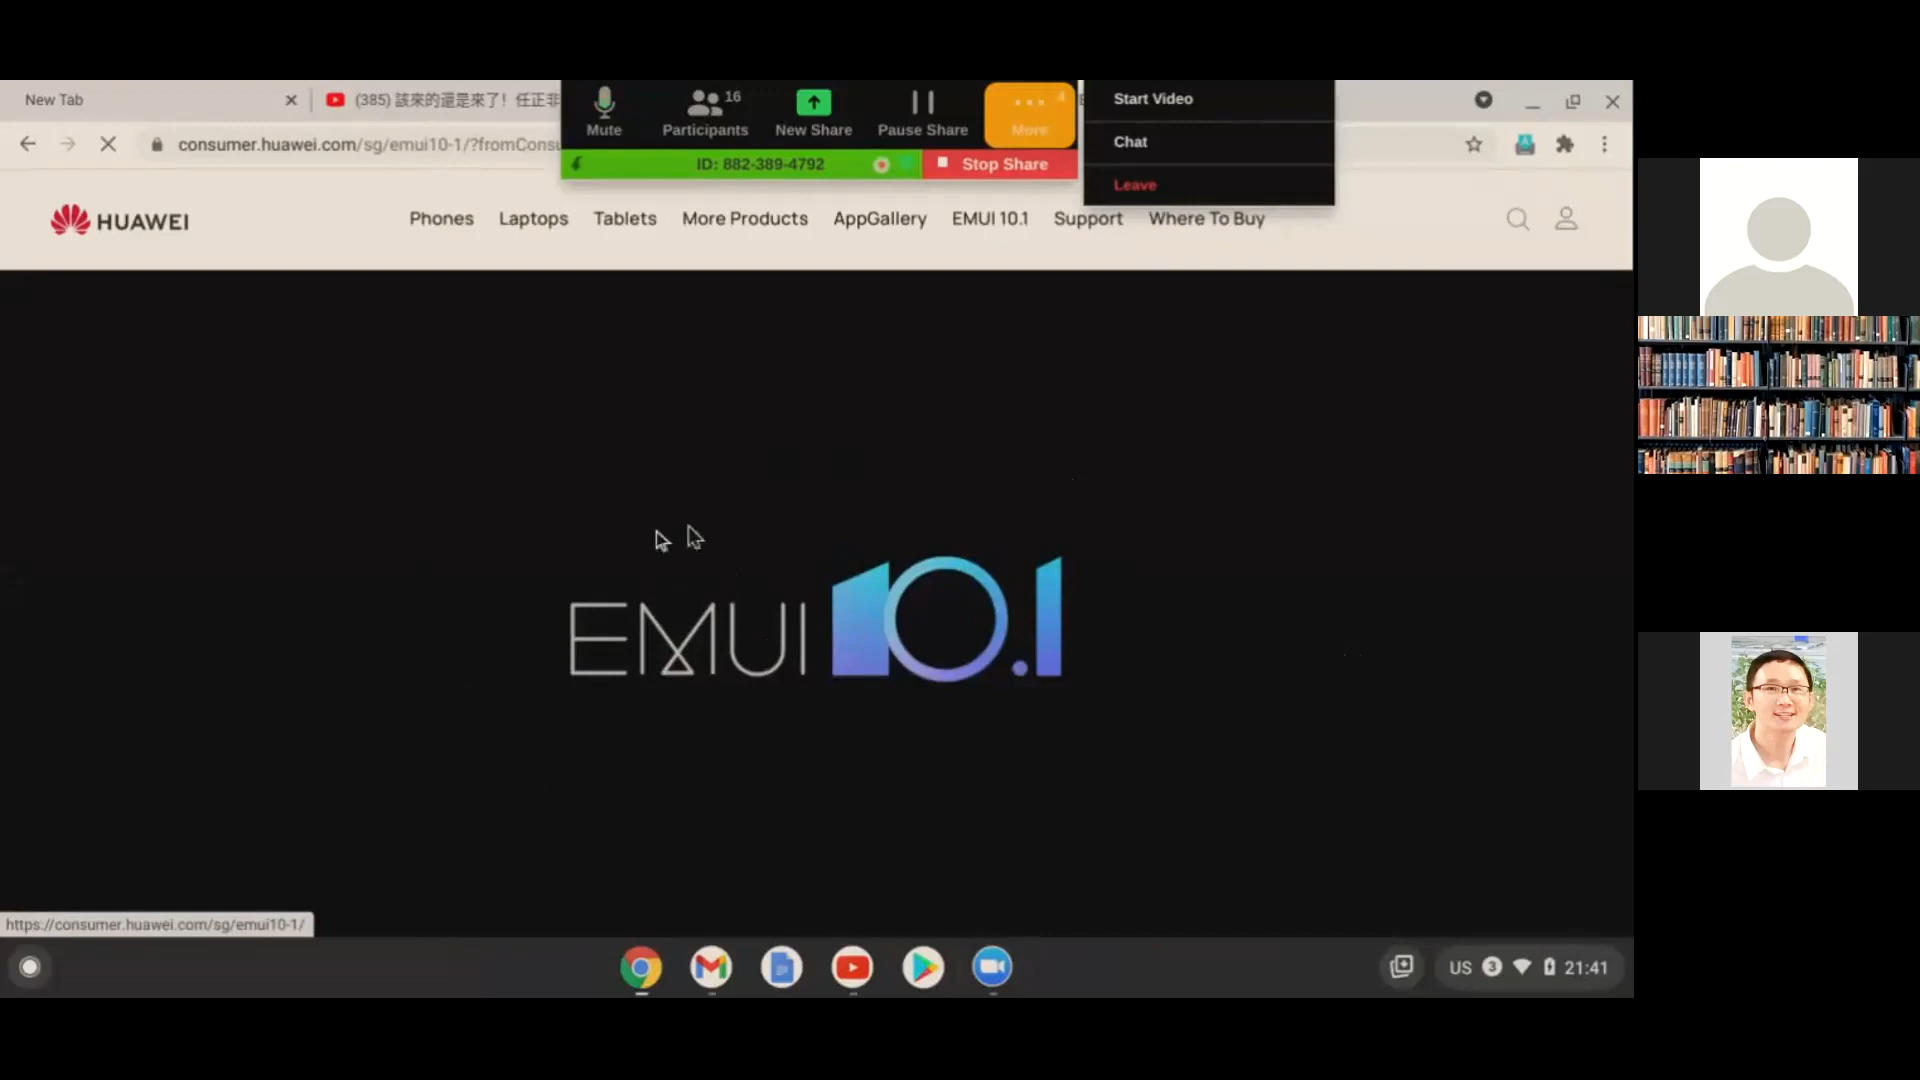 New Tab
(385) 該來的還是來了! 任正非
Mute
Participants
16
New Share
Pause Share
More
4
ID: 882-389-4792
Stop Share
Start Video
Chat
Leave
consumer.huawei.com/sg/emui10-1/?fromConsu
HUAWEI
Phones
Laptops
Tablets
More Products
AppGallery
EMUI 10.1
Support
Where To Buy
EMUI 10.1
https://consumer.huawei.com/sg/emui10-1/
US
3
21:41